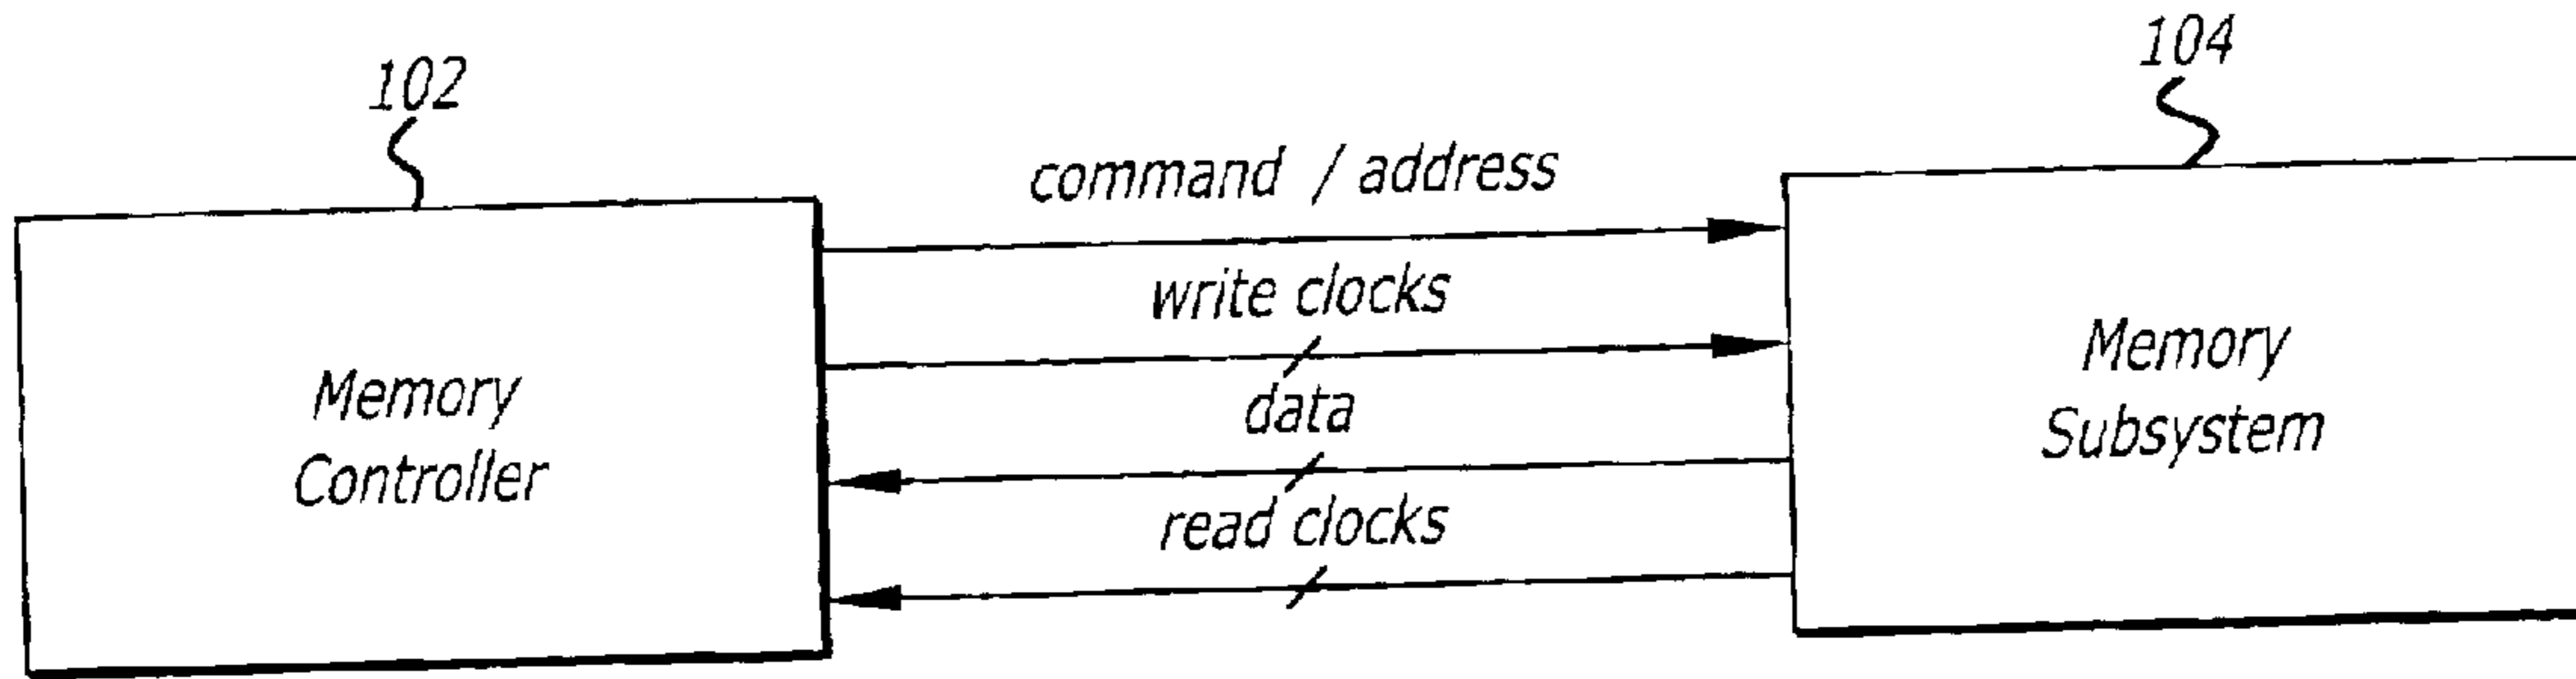 102
104
command / address
write clocks
data
read clocks
Memory
Controller
Memory
Subsystem